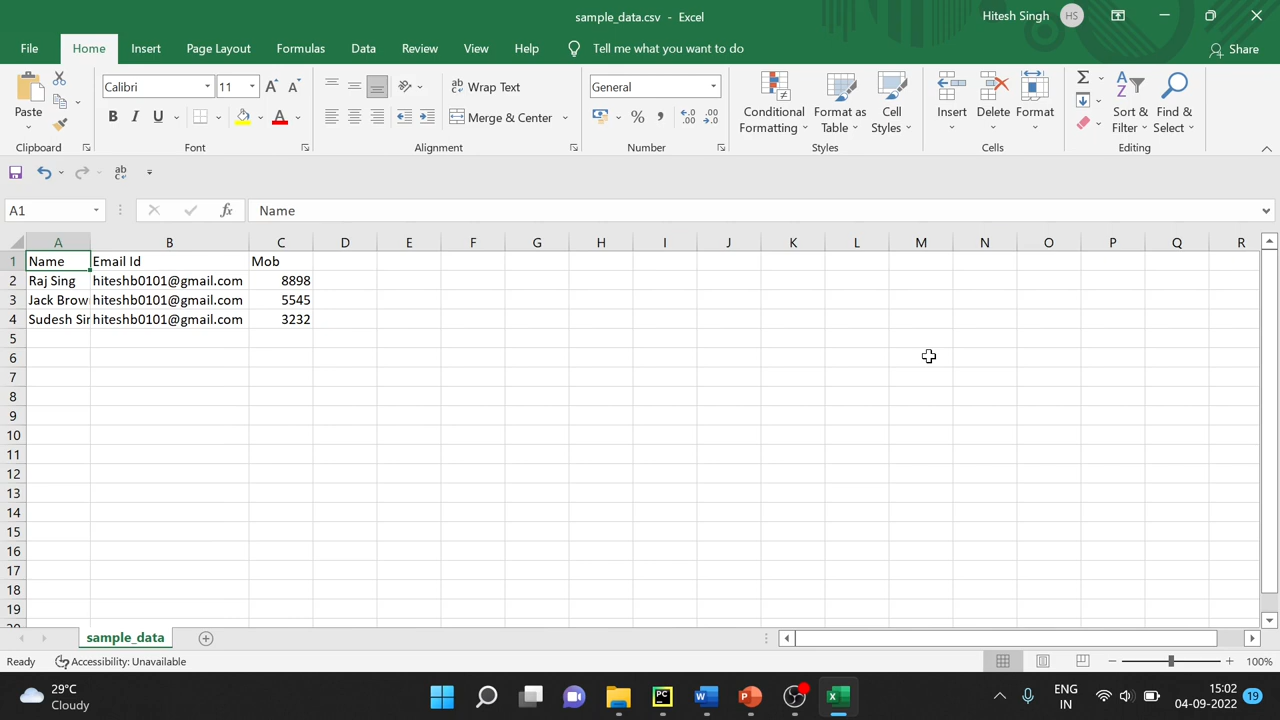 sample_data.csv - Excel
Hitesh Singh HS
File Home Insert Page Layout Formulas Data Review View Help Tell me what you want to do Share
Calibri 11 Wrap Text General
Paste B I U Merge & Center % , Conditional Formatting Format as Table Cell Styles Insert Delete Format Sort & Filter Find & Select
Clipboard Font Alignment Number Styles Cells Editing
A1 fx Name
A B C D E F G H I J K L M N O P Q R
1 Name Email Id Mob
2 Raj Sing hiteshb0101@gmail.com 8898
3 Jack Brow hiteshb0101@gmail.com 5545
4 Sudesh Sin hiteshb0101@gmail.com 3232
5
6
7
8
9
10
11
12
13
14
15
16
17
18
19
sample_data
Ready Accessibility: Unavailable 100%
29°C ENG 15:02
Cloudy IN 04-09-2022 19